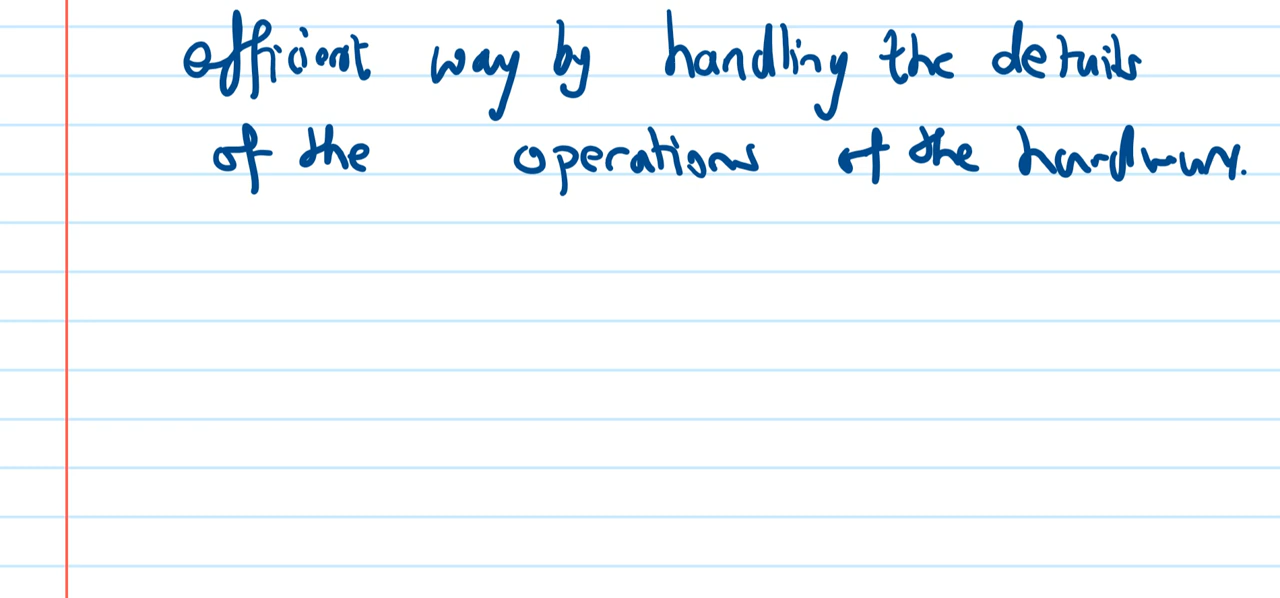 efficient way by handling the details
of the operations of the hardware.